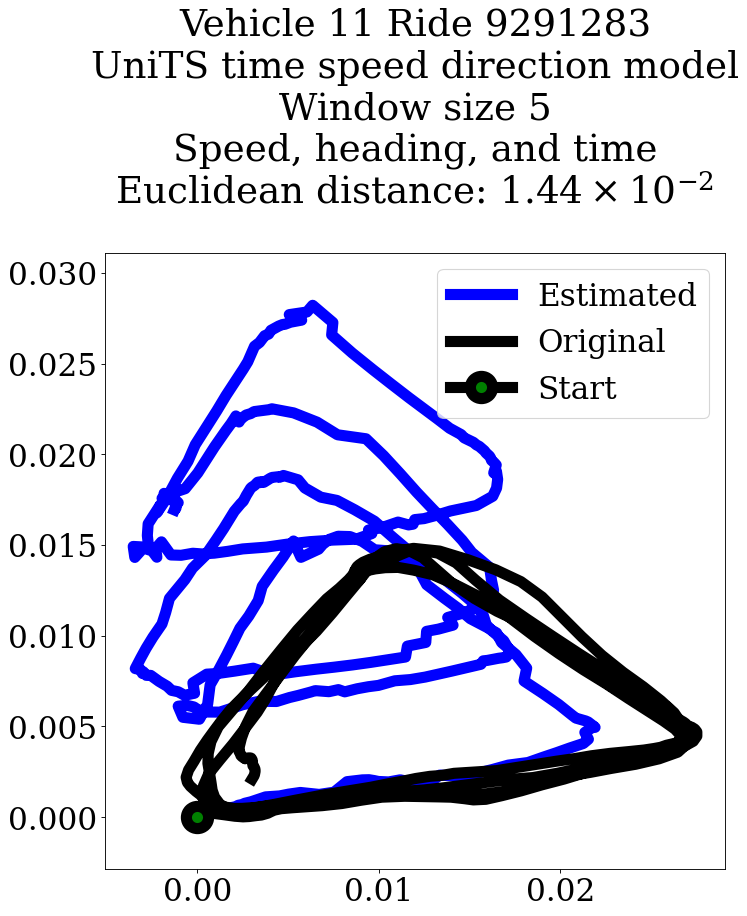 Vehicle 11 Ride 9291283
UniTS time speed direction model
Window size 5
Speed, heading, and time
Euclidean distance: 1.44 × 10⁻²
Estimated
Original
Start
0.030
0.025
0.020
0.015
0.010
0.005
0.000
0.00 0.01 0.02